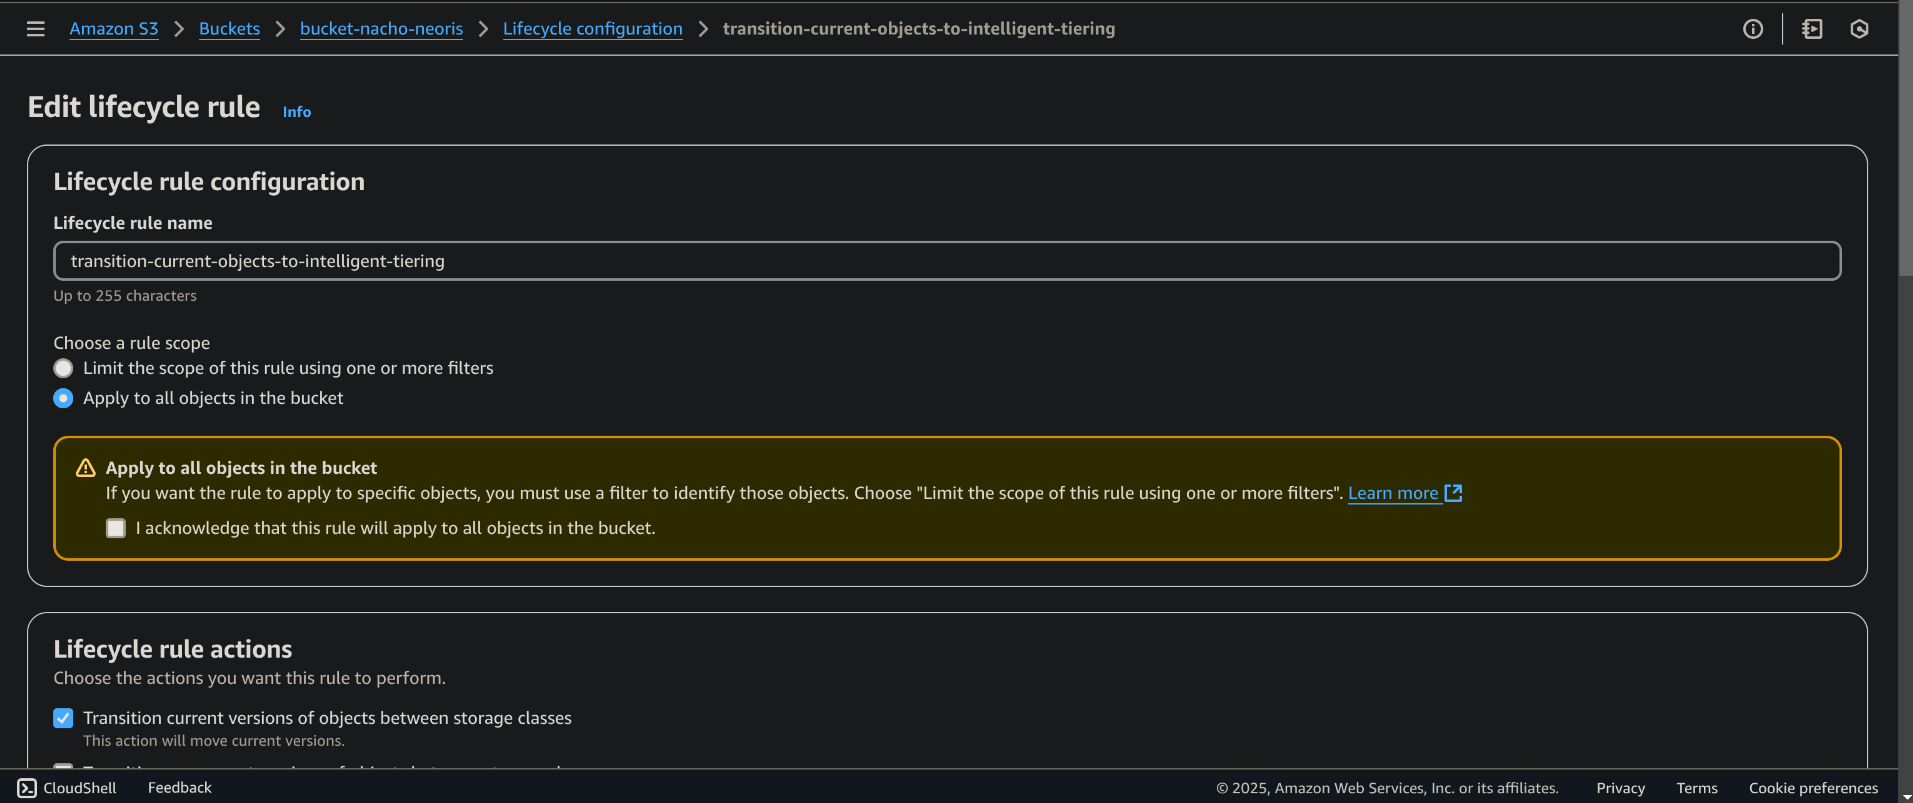 Amazon S3 > Buckets > bucket-nacho-neoris > Lifecycle configuration > transition-current-objects-to-intelligent-tiering
Edit lifecycle rule Info
Lifecycle rule configuration
Lifecycle rule name
transition-current-objects-to-intelligent-tiering
Up to 255 characters
Choose a rule scope
Limit the scope of this rule using one or more filters
Apply to all objects in the bucket
Apply to all objects in the bucket
If you want the rule to apply to specific objects, you must use a filter to identify those objects. Choose "Limit the scope of this rule using one or more filters". Learn more
I acknowledge that this rule will apply to all objects in the bucket.
Lifecycle rule actions
Choose the actions you want this rule to perform.
Transition current versions of objects between storage classes
This action will move current versions.
CloudShell Feedback © 2025, Amazon Web Services, Inc. or its affiliates. Privacy Terms Cookie preferences